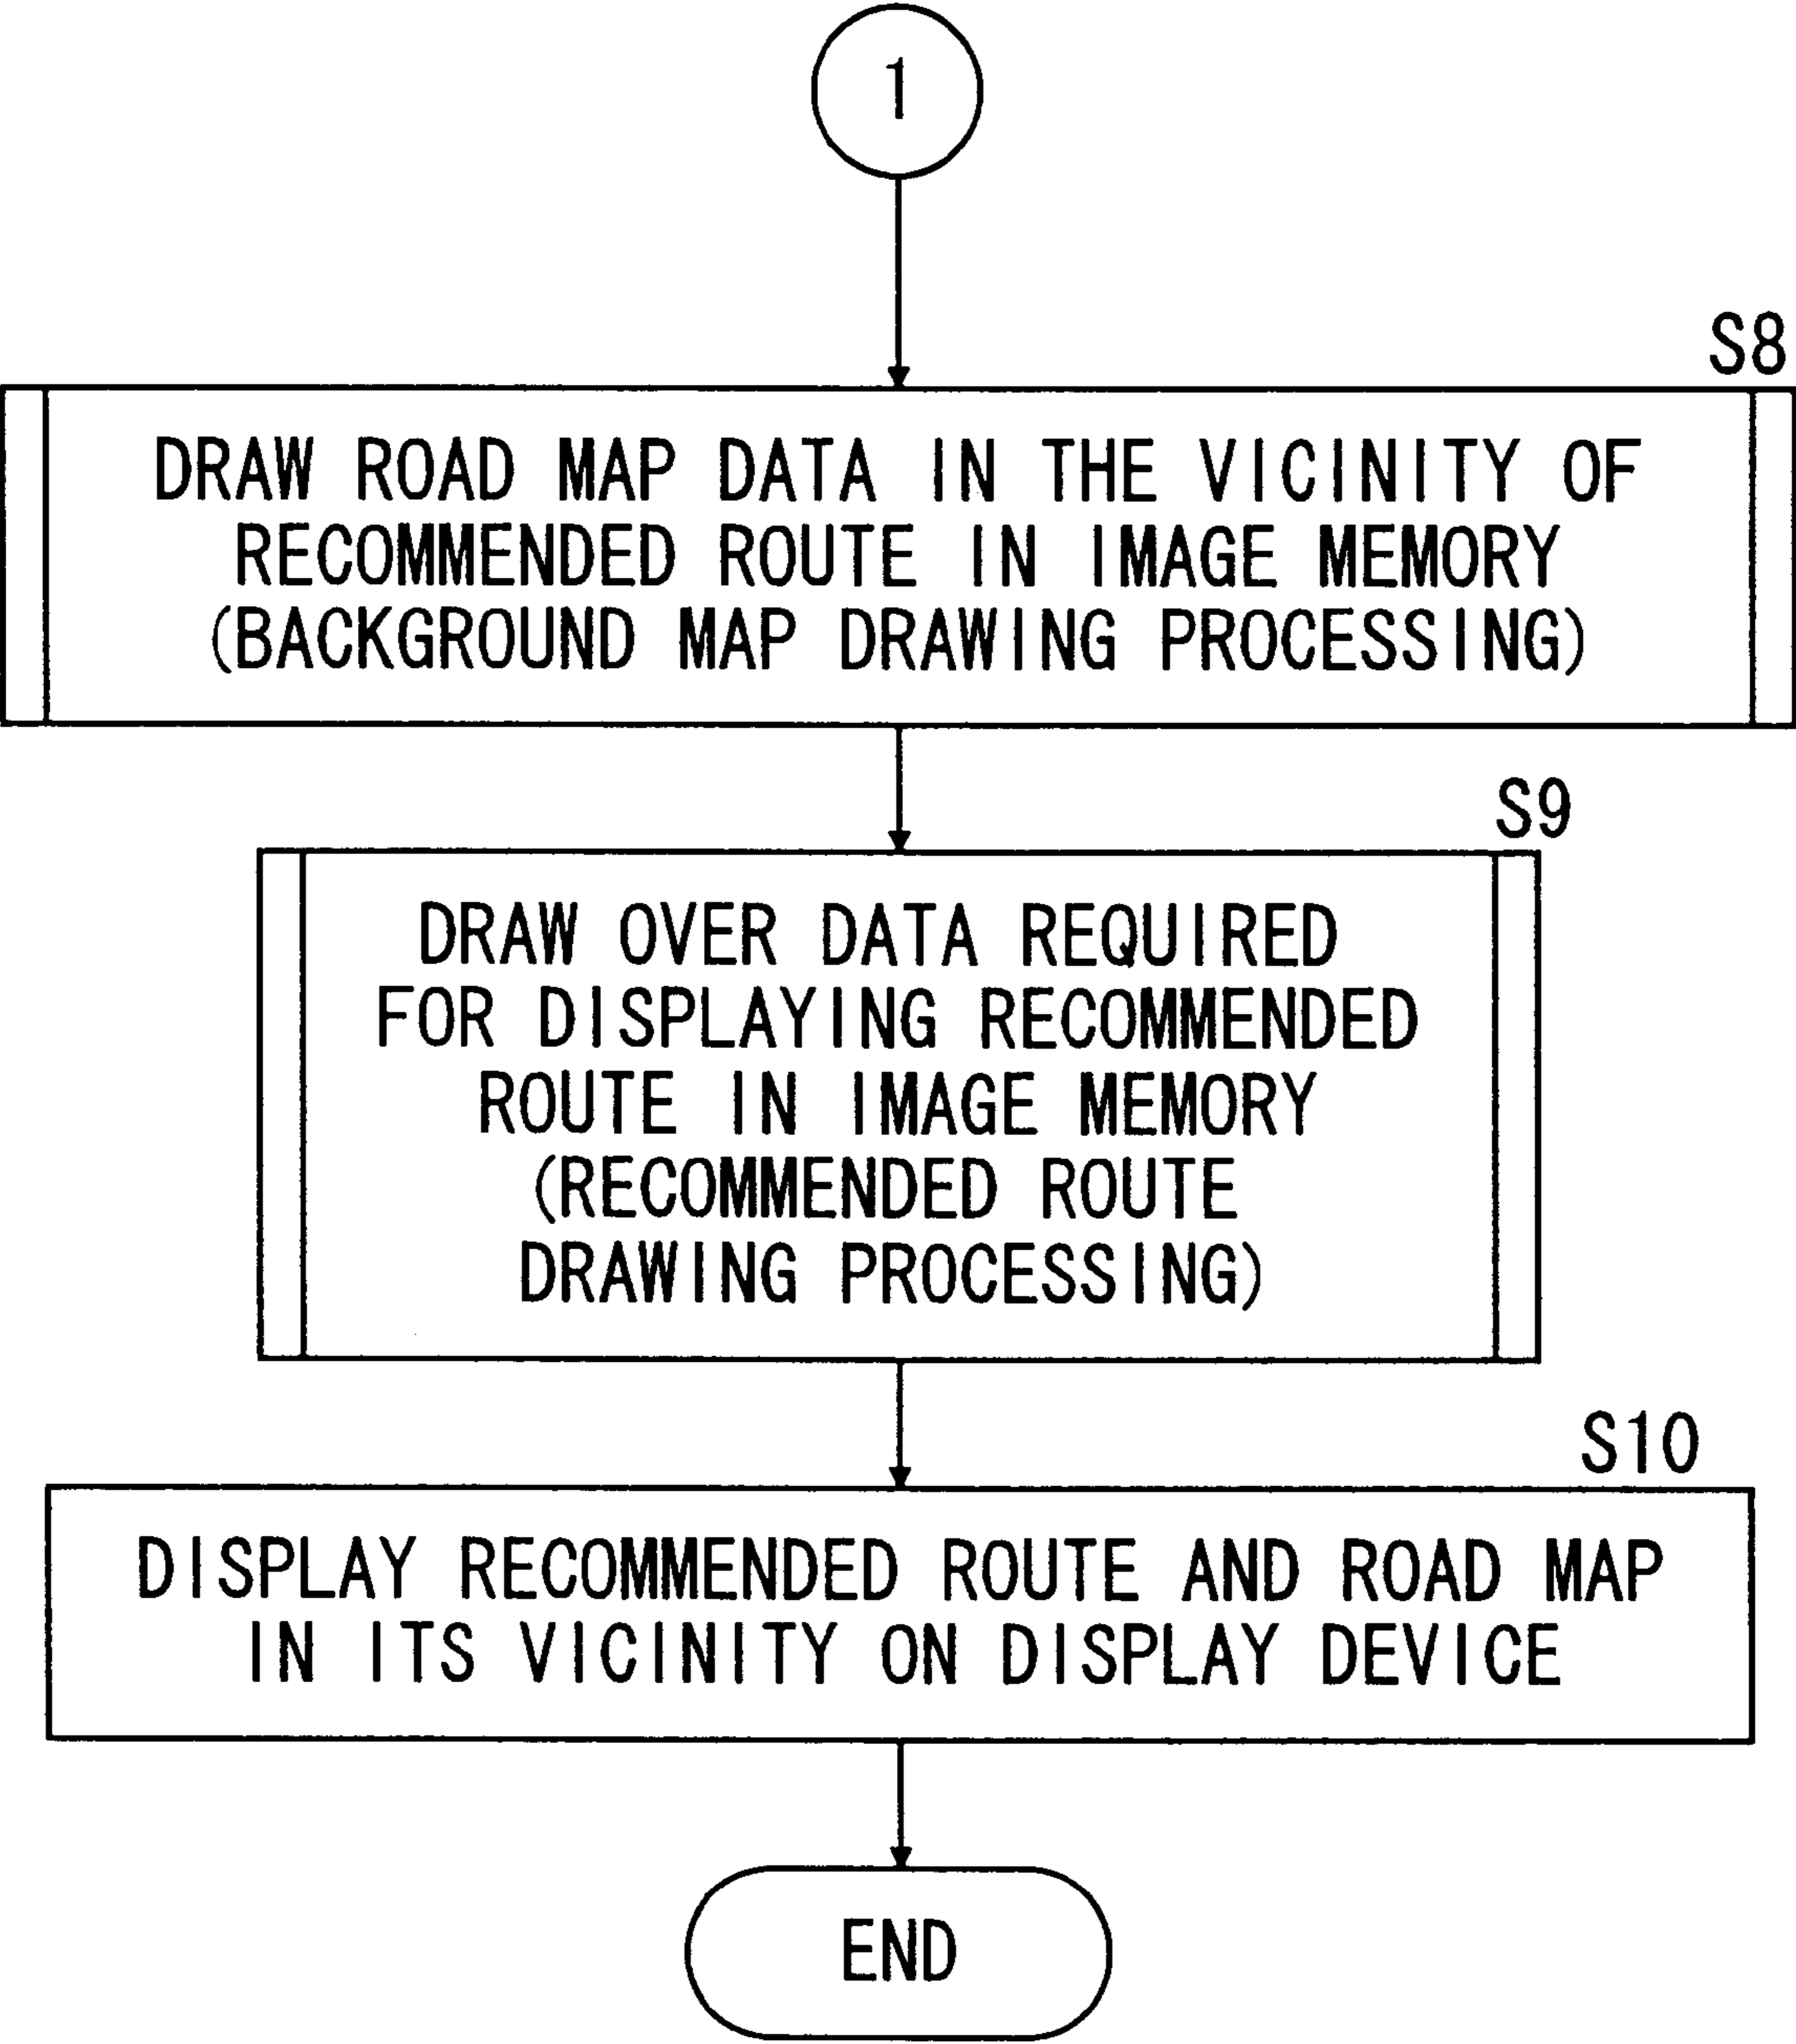 1
S8
DRAW ROAD MAP DATA IN THE VICINITY OF
RECOMMENDED ROUTE IN IMAGE MEMORY
(BACKGROUND MAP DRAWING PROCESSING)
S9
DRAW OVER DATA REQUIRED
FOR DISPLAYING RECOMMENDED
ROUTE IN IMAGE MEMORY
(RECOMMENDED ROUTE
DRAWING PROCESSING)
S10
DISPLAY RECOMMENDED ROUTE AND ROAD MAP
IN ITS VICINITY ON DISPLAY DEVICE
END